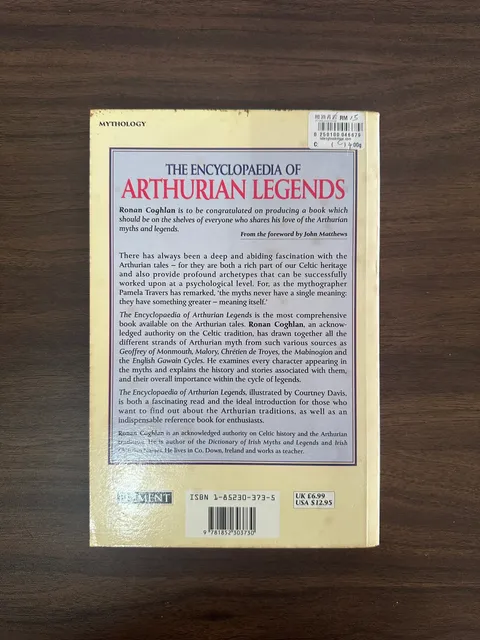 MYTHOLOGY
RM 15
THE ENCYCLOPAEDIA OF
ARTHURIAN LEGENDS
Ronan Coghlan is to be congratulated on producing a book which
should be on the shelves of everyone who shares his love of the Arthurian
myths and legends.
From the foreword by John Matthews
There has always been a deep and abiding fascination with the
Arthurian tales – for they are both a rich part of our Celtic heritage
and also provide profound archetypes that can be successfully
worked upon at a psychological level. For, as the mythographer
Pamela Travers has remarked, 'the myths never have a single meaning:
they have something greater – meaning itself.'
The Encyclopaedia of Arthurian Legends is the most comprehensive
book available on the Arthurian tales. Ronan Coghlan, an acknow-
ledged authority on the Celtic tradition, has drawn together all the
different strands of Arthurian myth from such various sources as
Geoffrey of Monmouth, Malory, Chrétien de Troyes, the Mabinogion and
the English Gawain Cycles. He examines every character appearing in
the myths and explains the history and stories associated with them,
and their overall importance within the cycle of legends.
The Encyclopaedia of Arthurian Legends, illustrated by Courtney Davis,
is both a fascinating read and the ideal introduction for those who
want to find out about the Arthurian traditions, as well as an
indispensable reference book for enthusiasts.
Ronan Coghlan is an acknowledged authority on Celtic history and the Arthurian
traditions. He is author of the Dictionary of Irish Myths and Legends and Irish
Names. He lives in Co. Down, Ireland and works as teacher.
ELEMENT
ISBN 1-85230-373-5
9 781852 303730
UK £6.99
USA $12.95